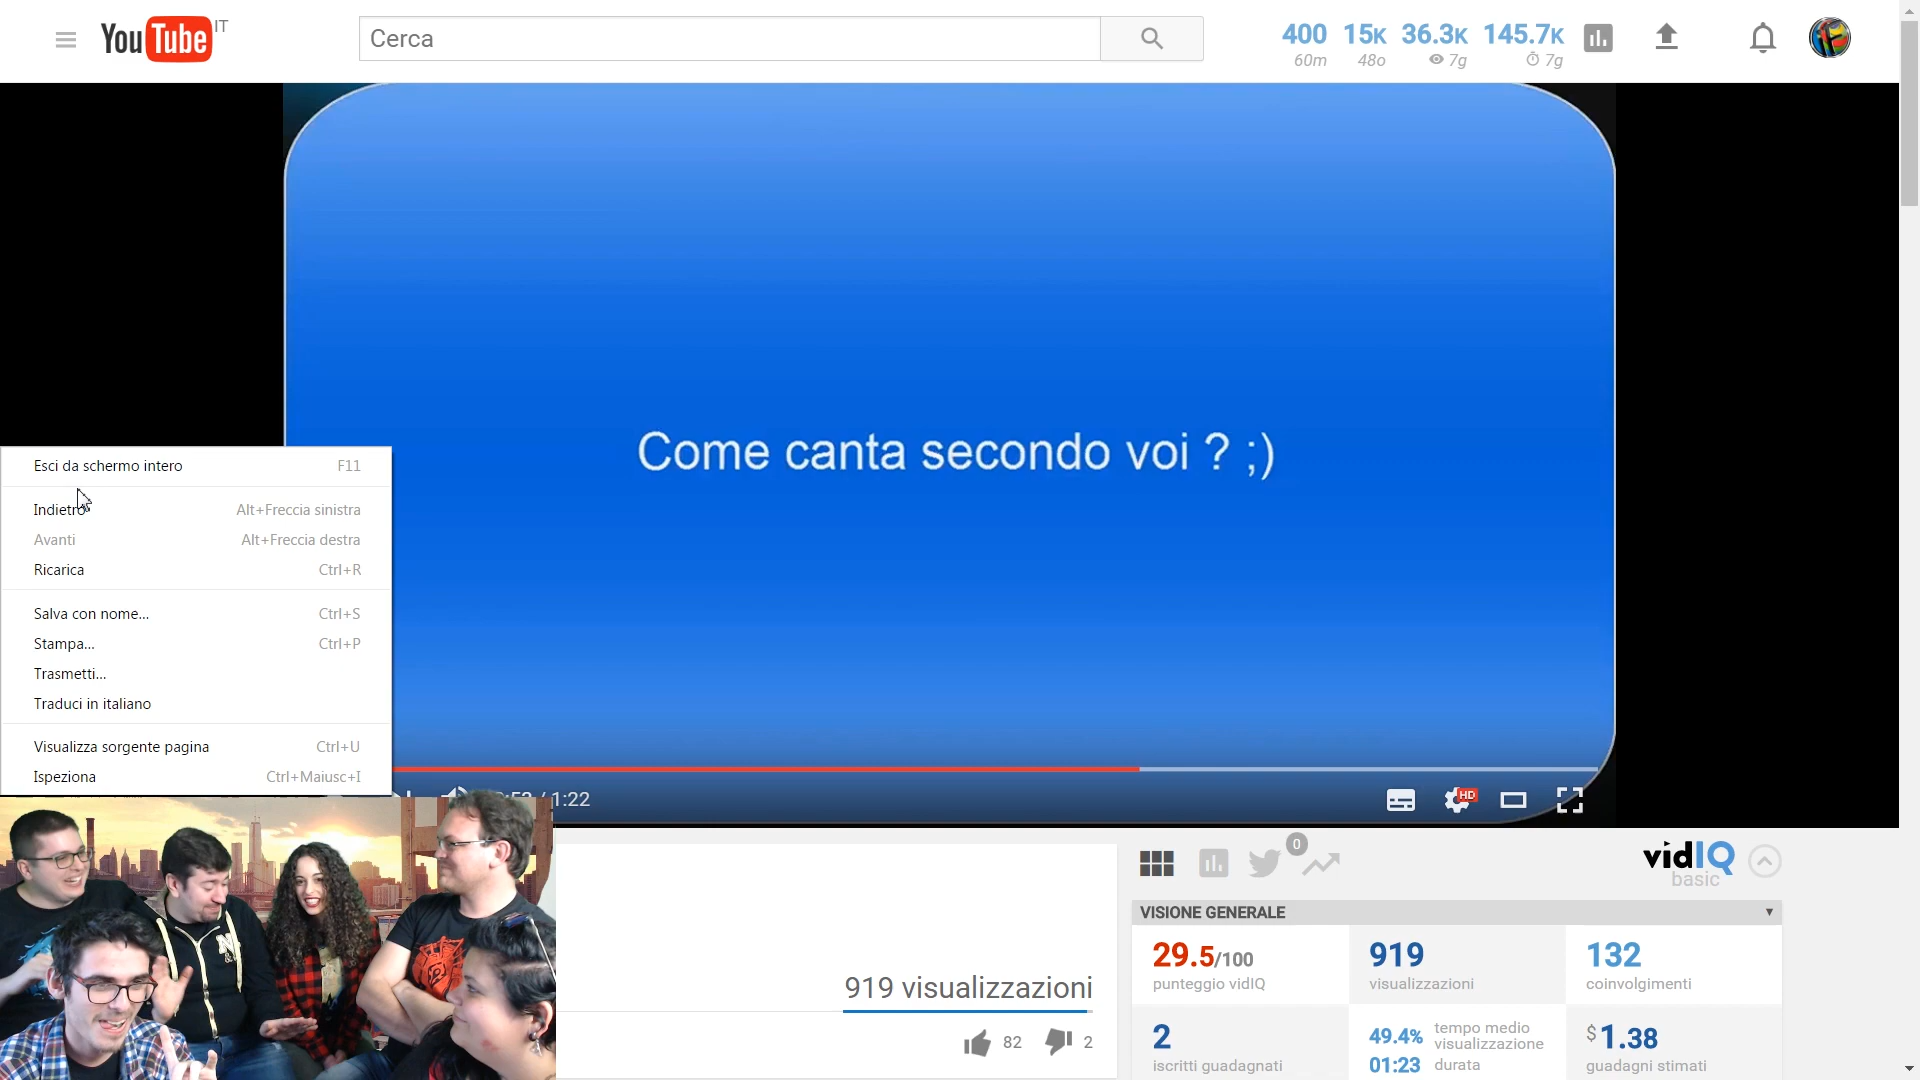 YouTube IT
Cerca
400 15K 36.3K 145.7K
60m 48o 7g 7g
Come canta secondo voi ? ;)
Esci da schermo intero F11
Indietro Alt+Freccia sinistra
Avanti Alt+Freccia destra
Ricarica Ctrl+R
Salva con nome... Ctrl+S
Stampa... Ctrl+P
Trasmetti...
Traduci in italiano
Visualizza sorgente pagina Ctrl+U
Ispeziona Ctrl+Maiusc+I
/ 1:22
HD
919 visualizzazioni
82 2
0
vidIQ
basic
VISIONE GENERALE
29.5/100
punteggio vidIQ
919
visualizzazioni
132
coinvolgimenti
2
iscritti guadagnati
49.4% tempo medio
visualizzazione
01:23 durata
$1.38
guadagni stimati